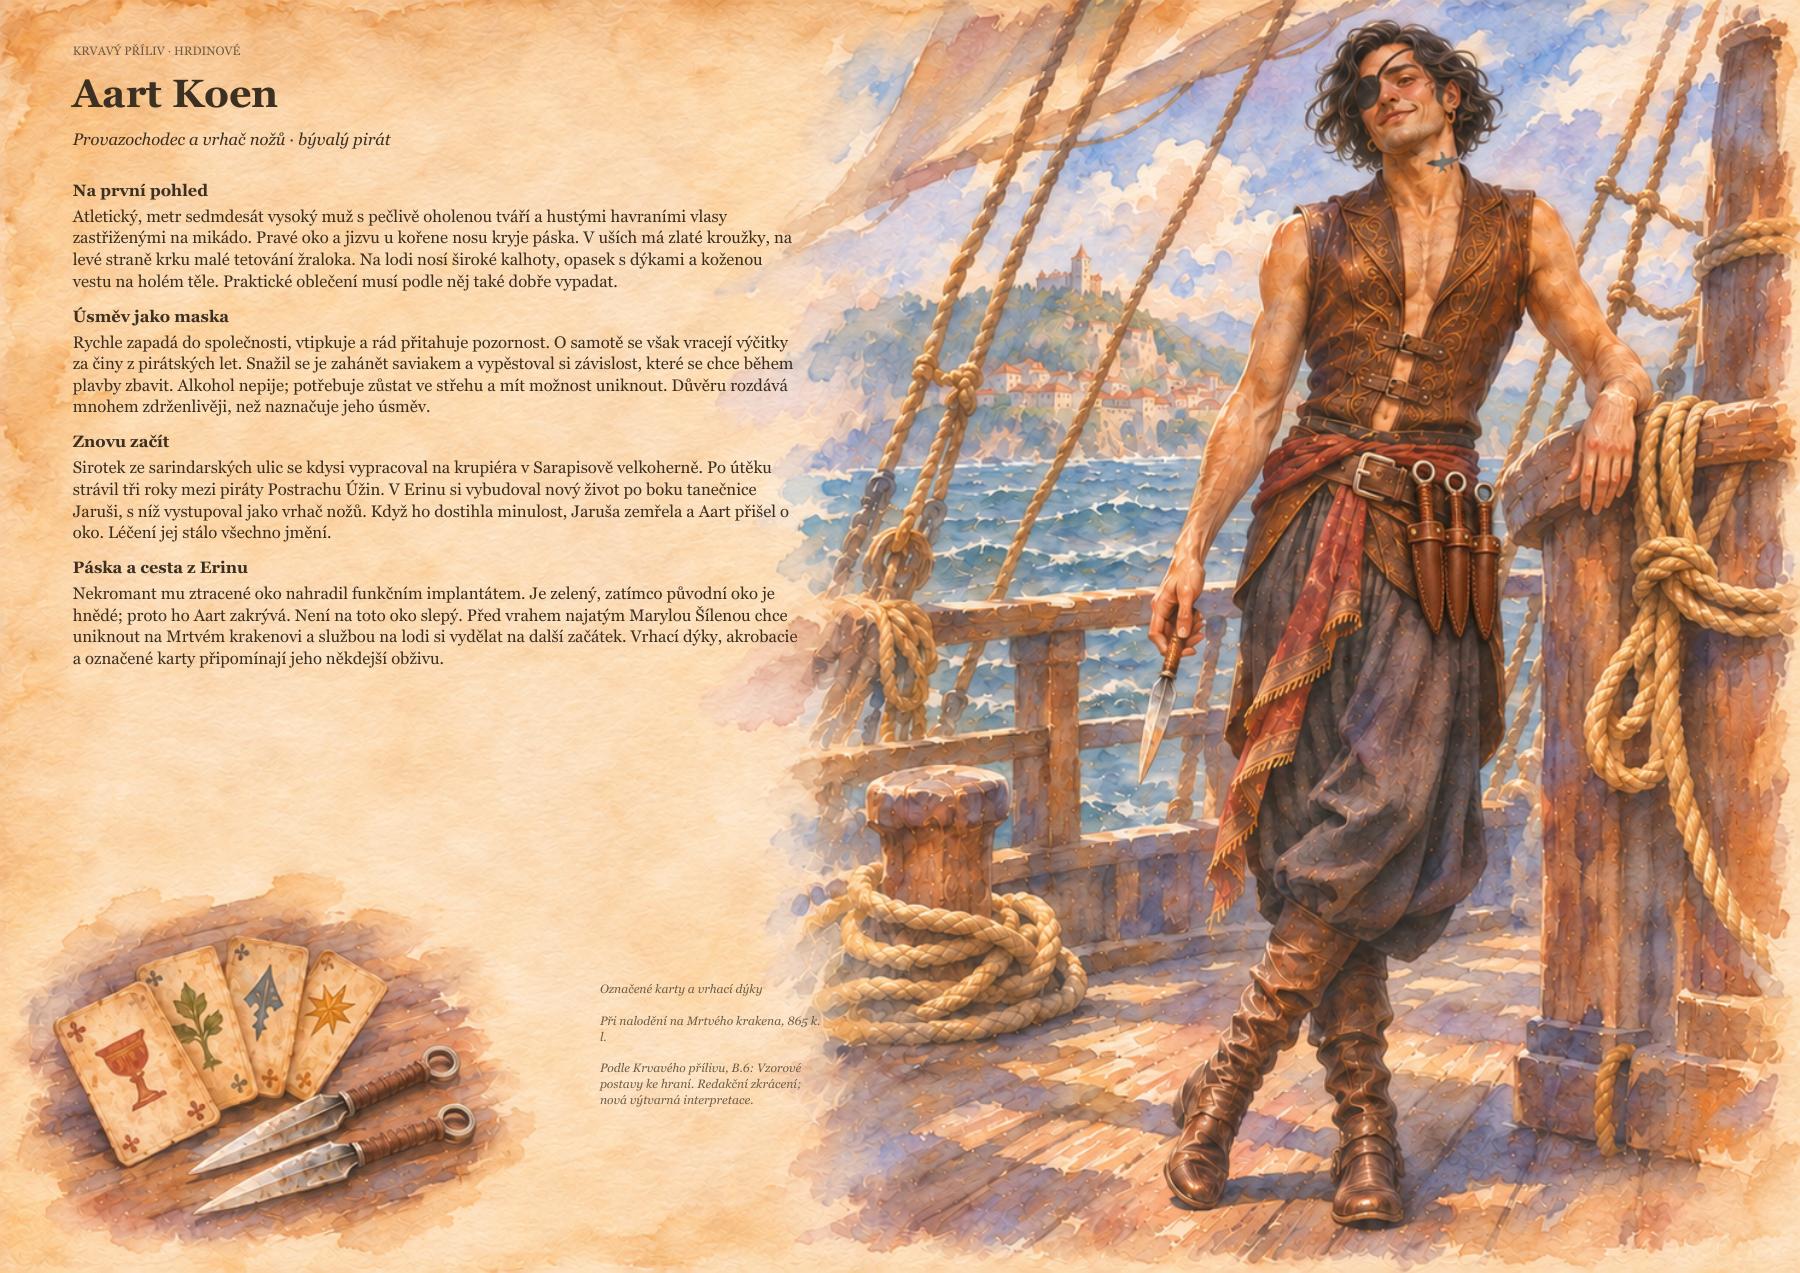 KRVAVÝ PŘÍLIV · HRDINOVÉ
Aart Koen
Provazochodec a vrhač nožů · bývalý pirát
Na první pohled
Atletický, metr sedmdesát vysoký muž s pečlivě oholenou tváří a hustými havraními vlasy
zastřiženými na mikádo. Pravé oko a jizvu u kořene nosu kryje páska. V uších má zlaté kroužky, na
levé straně krku malé tetování žraloka. Na lodi nosí široké kalhoty, opasek s dýkami a koženou
vestu na holém těle. Praktické oblečení musí podle něj také dobře vypadat.
Úsměv jako maska
Rychle zapadá do společnosti, vtipkuje a rád přitahuje pozornost. O samotě se však vracejí výčitky
za činy z pirátských let. Snažil se je zahánět saviakem a vypěstoval si závislost, které se chce během
plavby zbavit. Alkohol nepije; potřebuje zůstat ve střehu a mít možnost uniknout. Důvěru rozdává
mnohem zdrženlivěji, než naznačuje jeho úsměv.
Znovu začít
Sirotek ze sarindarských ulic se kdysi vypracoval na krupiéra v Sarapisově velkoherně. Po útěku
strávil tři roky mezi piráty Postrachu Úžin. V Erinu si vybudoval nový život po boku tanečnice
Jaruši, s níž vystupoval jako vrhač nožů. Když ho dostihla minulost, Jaruša zemřela a Aart přišel o
oko. Léčení jej stálo všechno jmění.
Páska a cesta z Erinu
Nekromant mu ztracené oko nahradil funkčním implantátem. Je zelený, zatímco původní oko je
hnědé; proto ho Aart zakrývá. Není na toto oko slepý. Před vrahem najatým Marylou Šílenou chce
uniknout na Mrtvém krakenovi a službou na lodi si vydělat na další začátek. Vrhací dýky, akrobacie
a označené karty připomínají jeho někdejší obživu.
Označené karty a vrhací dýky
Při nalodění na Mrtvého krakena, 865 k.
l.
Podle Krvavého přílivu, B.6: Vzorové
postavy ke hraní. Redakční zkrácení;
nová výtvarná interpretace.